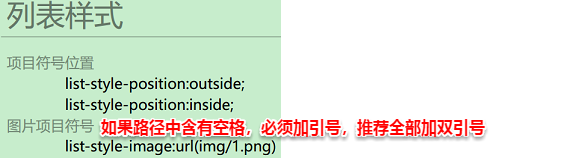 列表样式
项目符号位置
list-style-position:outside;
list-style-position:inside;
图片项目符号 如果路径中含有空格，必须加引号，推荐全部加双引号
list-style-image:url(img/1.png)